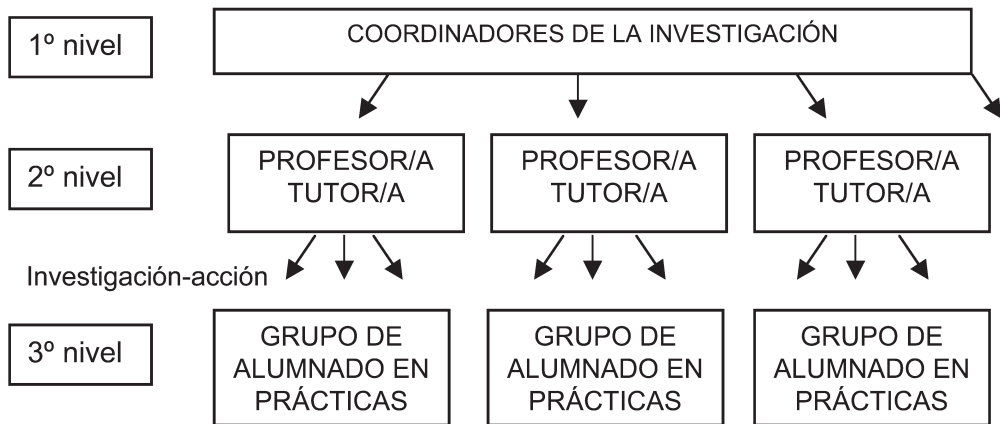 1º nivel
COORDINADORES DE LA INVESTIGACIÓN
2º nivel
PROFESOR/A
TUTOR/A
PROFESOR/A
TUTOR/A
PROFESOR/A
TUTOR/A
Investigación-acción
3º nivel
GRUPO DE
ALUMNADO EN
PRÁCTICAS
GRUPO DE
ALUMNADO EN
PRÁCTICAS
GRUPO DE
ALUMNADO EN
PRÁCTICAS